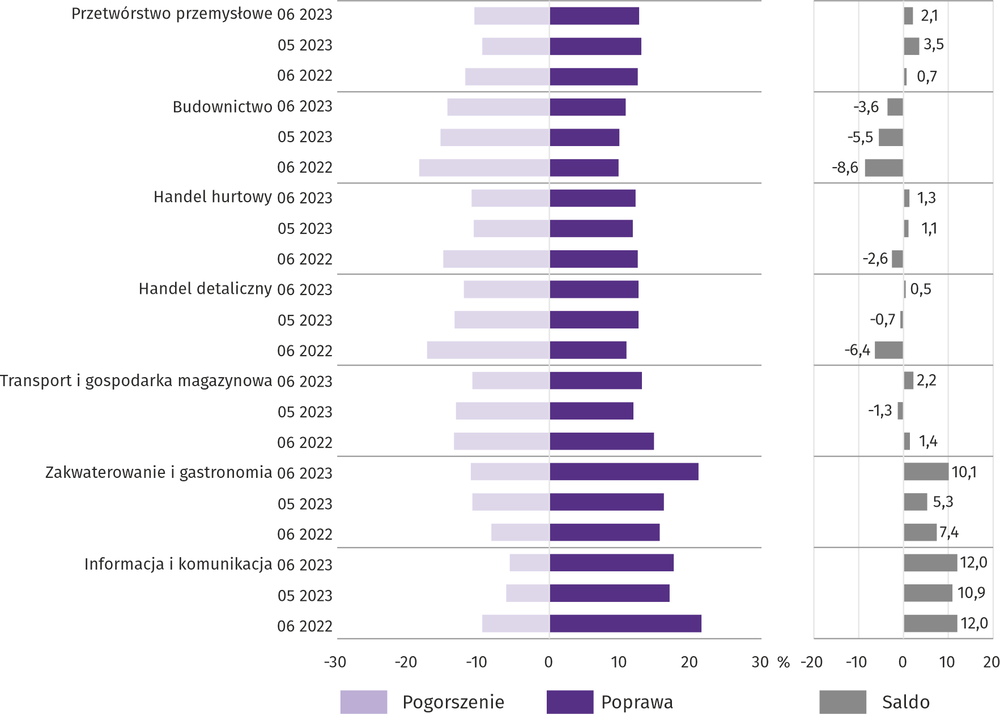 Przetwórstwo przemysłowe 06 2023 2,1
05 2023 3,5
06 2022 0,7
Budownictwo 06 2023 -3,6
05 2023 -5,5
06 2022 -8,6
Handel hurtowy 06 2023 1,3
05 2023 1,1
06 2022 -2,6
Handel detaliczny 06 2023 0,5
05 2023 -0,7
06 2022 -6,4
Transport i gospodarka magazynowa 06 2023 2,2
05 2023 -1,3
06 2022 1,4
Zakwaterowanie i gastronomia 06 2023 10,1
05 2023 5,3
06 2022 7,4
Informacja i komunikacja 06 2023 12,0
05 2023 10,9
06 2022 12,0
-30 -20 -10 0 10 20 30 % -20 -10 0 10 20
Pogorszenie Poprawa Saldo